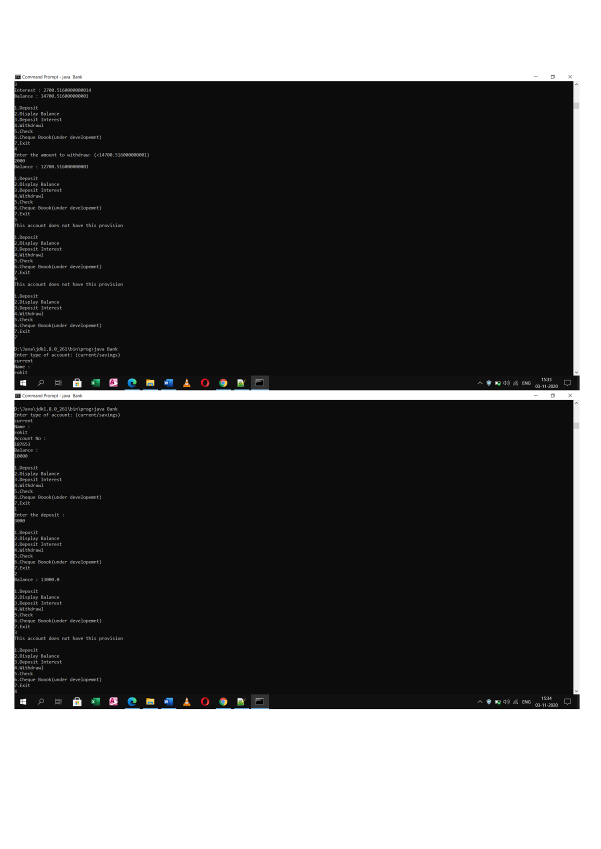 Command Prompt - java Bank
3
Interest : 2700.5160000000014
Balance : 14700.516000000001
1.Deposit
2.Display Balance
3.Deposit Interest
4.Withdrawl
5.Check
6.Cheque Boook(under developemnt)
7.Exit
4
Enter the amount to withdraw: (<14700.516000000001)
2000
Balance : 12700.516000000001
1.Deposit
2.Display Balance
3.Deposit Interest
4.Withdrawl
5.Check
6.Cheque Boook(under developemnt)
7.Exit
5
This account does not have this provision
1.Deposit
2.Display Balance
3.Deposit Interest
4.Withdrawl
5.Check
6.Cheque Boook(under developemnt)
7.Exit
6
This account does not have this provision
1.Deposit
2.Display Balance
3.Deposit Interest
4.Withdrawl
5.Check
6.Cheque Boook(under developemnt)
7.Exit
7
D:\Java\jdk1.8.0_261\bin\prog>java Bank
Enter type of account: (current/savings)
current
Name :
rohit
ENG
15:33
03-11-2020
Command Prompt - java Bank
D:\Java\jdk1.8.0_261\bin\prog>java Bank
Enter type of account: (current/savings)
current
Name :
rohit
Account No :
187653
Balance :
10000
1.Deposit
2.Display Balance
3.Deposit Interest
4.Withdrawl
5.Check
6.Cheque Boook(under developemnt)
7.Exit
1
Enter the deposit :
3000
1.Deposit
2.Display Balance
3.Deposit Interest
4.Withdrawl
5.Check
6.Cheque Boook(under developemnt)
7.Exit
2
Balance : 13000.0
1.Deposit
2.Display Balance
3.Deposit Interest
4.Withdrawl
5.Check
6.Cheque Boook(under developemnt)
7.Exit
3
This account does not have this provision
1.Deposit
2.Display Balance
3.Deposit Interest
4.Withdrawl
5.Check
6.Cheque Boook(under developemnt)
7.Exit
ENG
15:34
03-11-2020